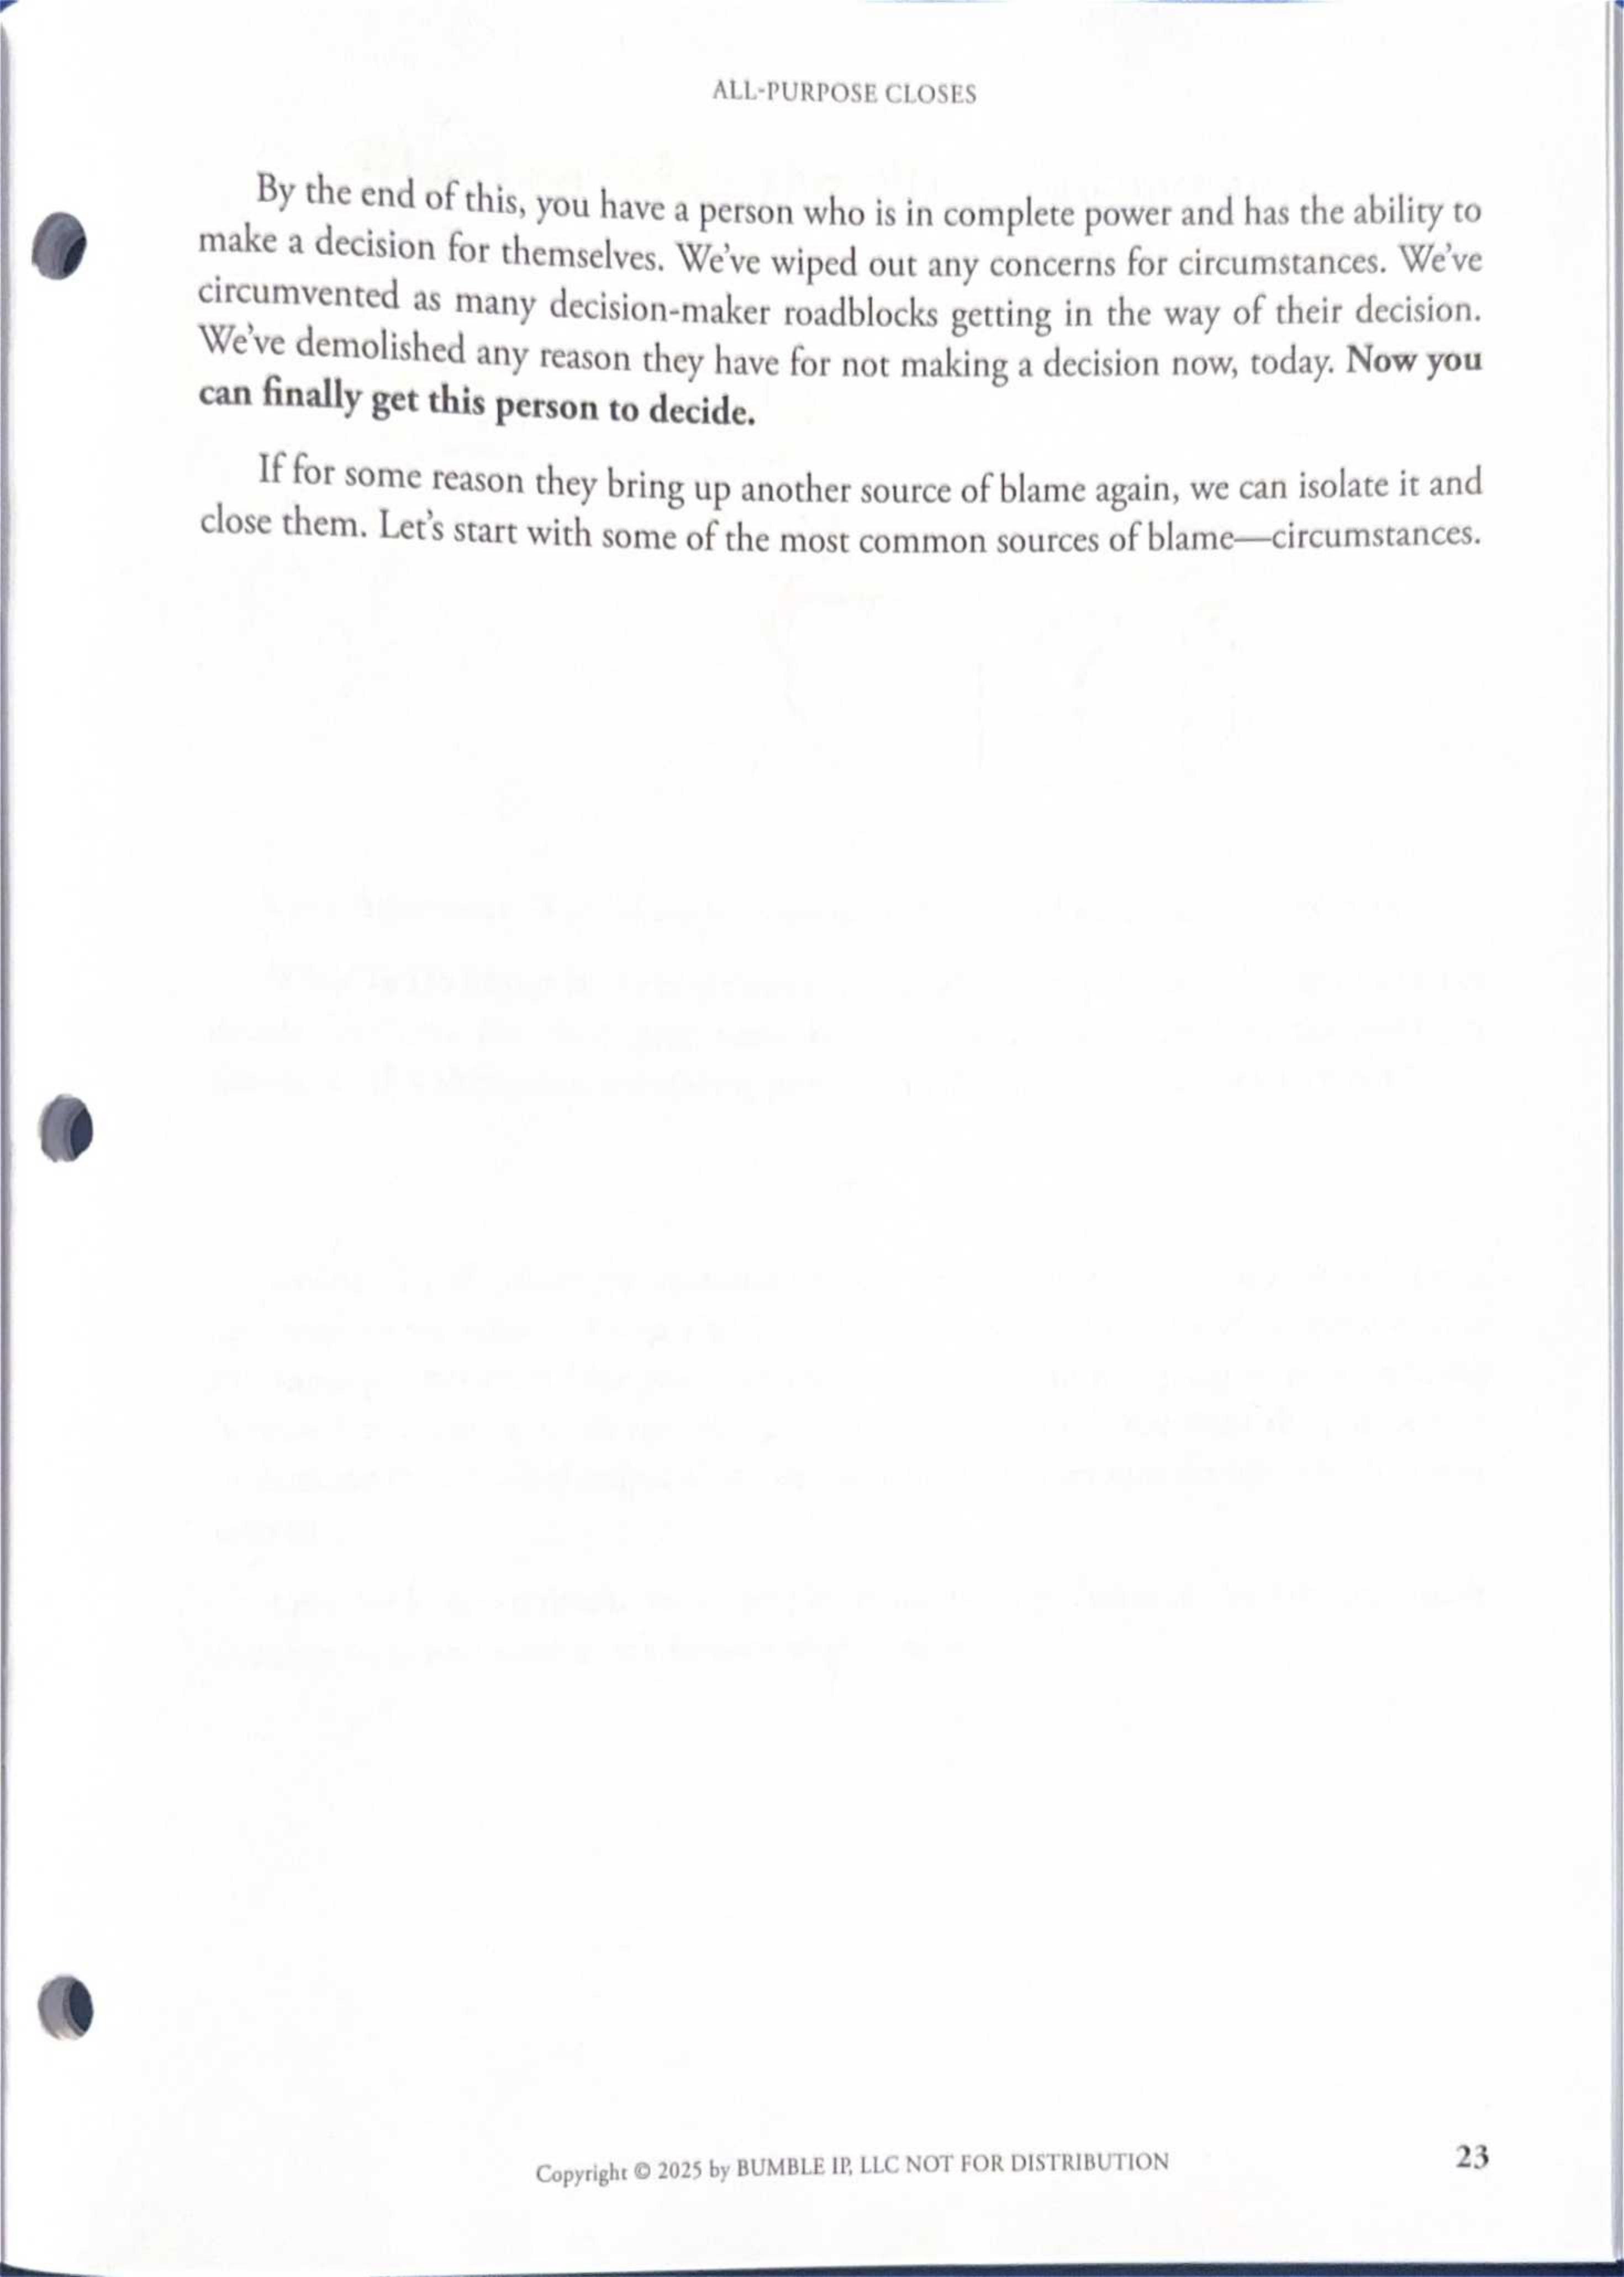 ALL-PURPOSE CLOSES
By the end of this, you have a person who is in complete power and has the ability to
make a decision for themselves. We've wiped out any concerns for circumstances. We've
circumvented as many decision-maker roadblocks getting in the way of their decision.
We've demolished any reason they have for not making a decision now, today. Now you
can finally get this person to decide.
If for some reason they bring up another source of blame again, we can isolate it and
close them. Let's start with some of the most common sources of blame—circumstances.
Copyright © 2025 by BUMBLE IP, LLC NOT FOR DISTRIBUTION
23